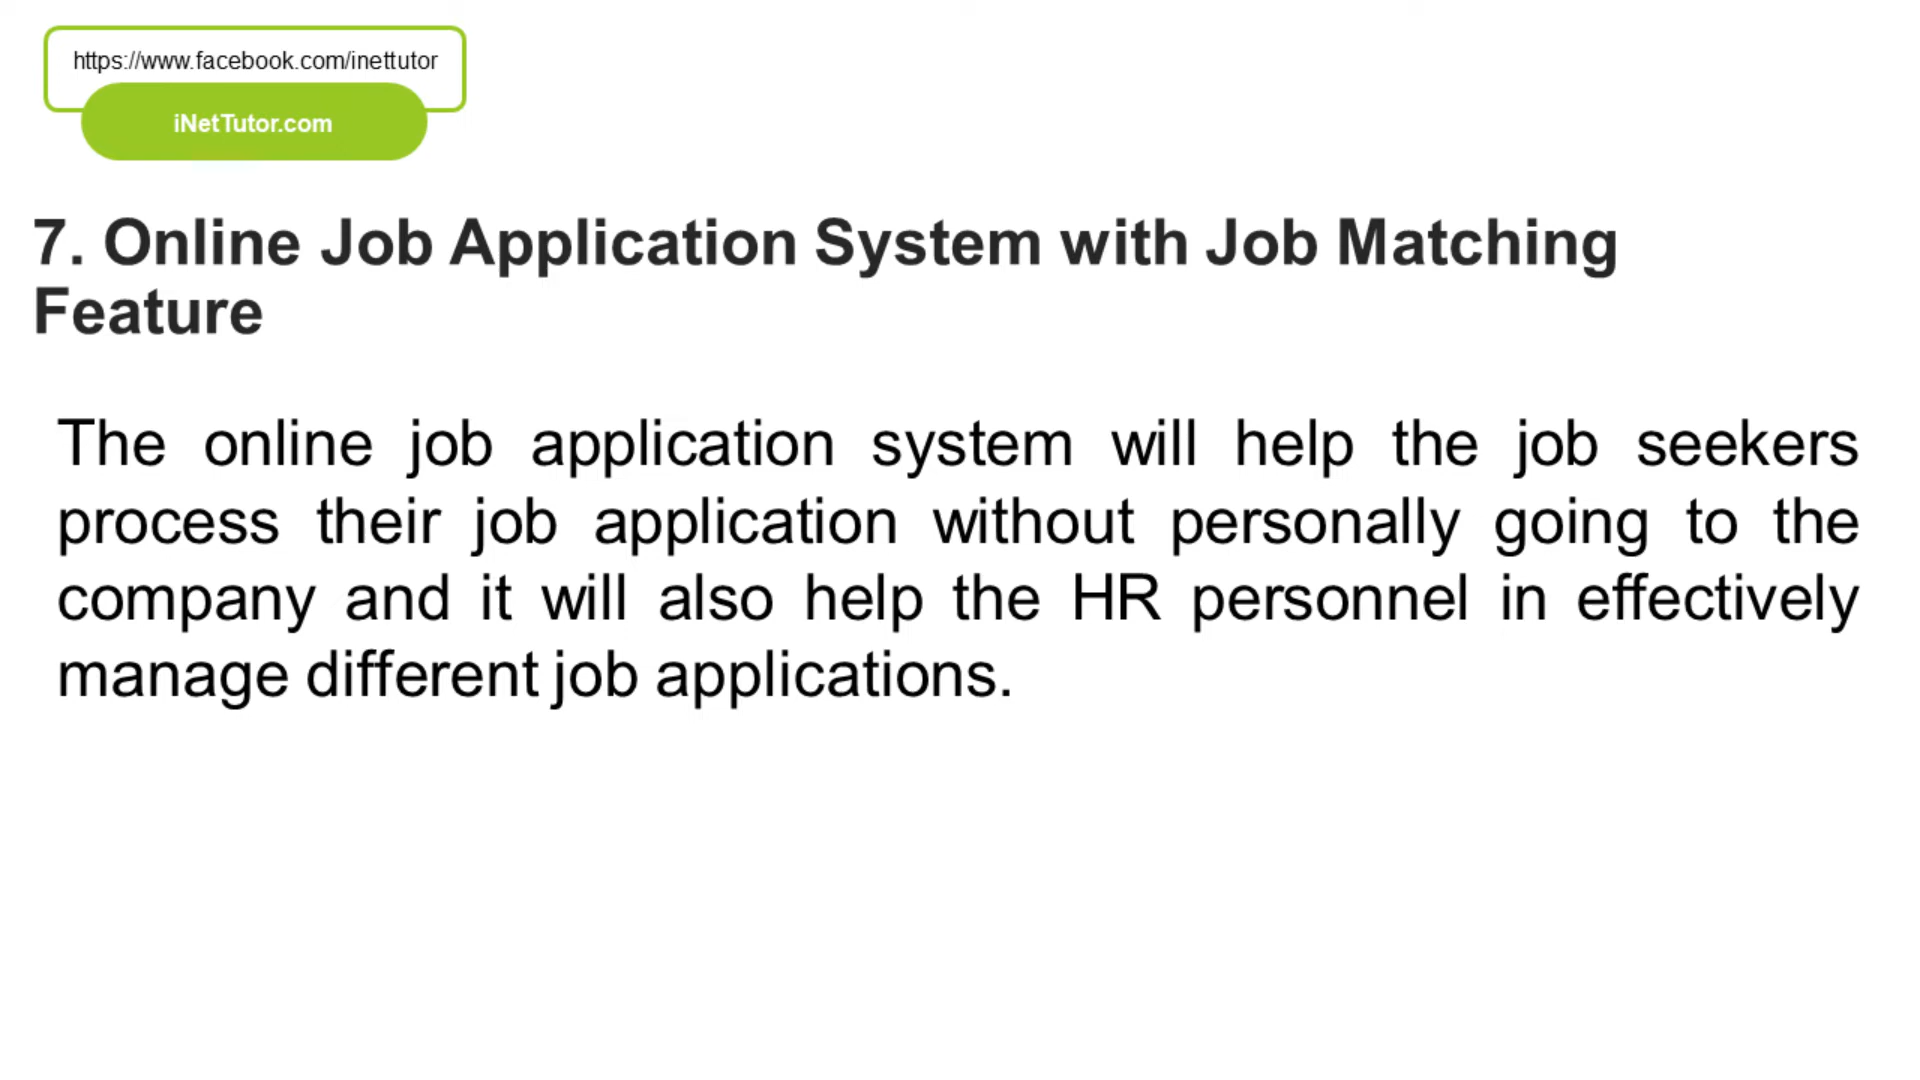 https://www.facebook.com/inettutor
iNetTutor.com
7. Online Job Application System with Job Matching
Feature
The online job application system will help the job seekers
process their job application without personally going to the
company and it will also help the HR personnel in effectively
manage different job applications.